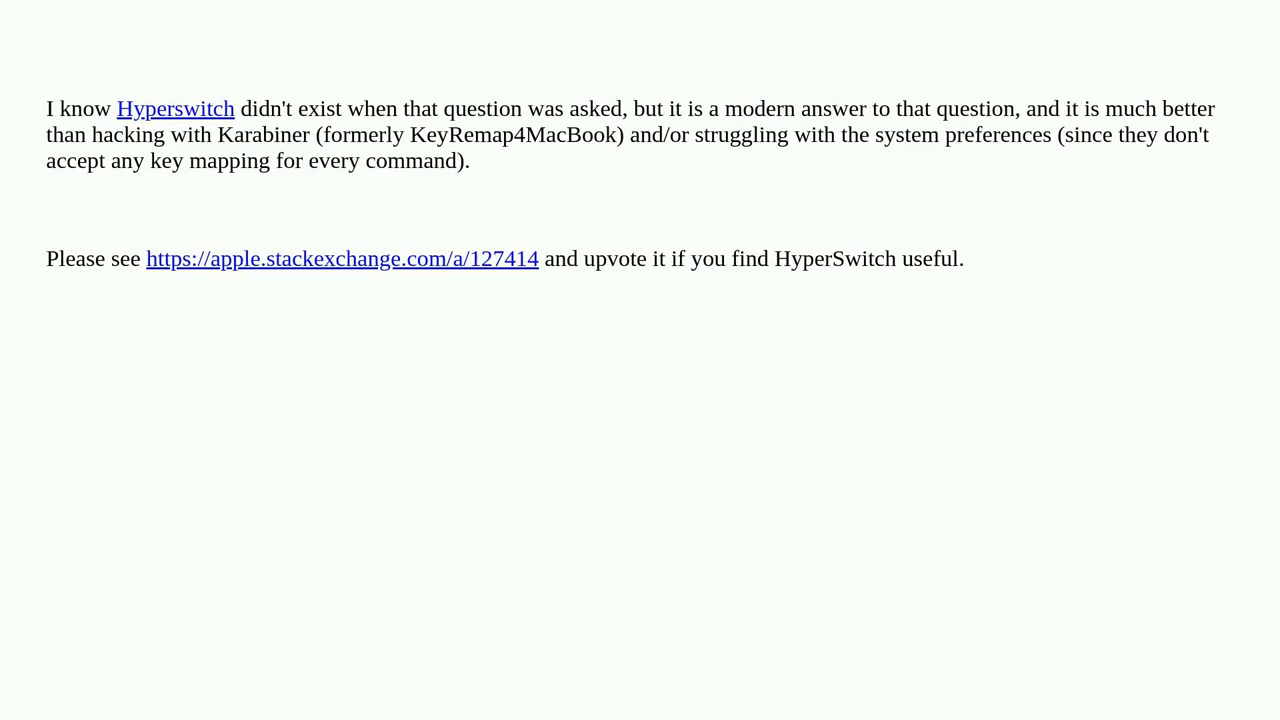 I know Hyperswitch didn't exist when that question was asked, but it is a modern answer to that question, and it is much better
than hacking with Karabiner (formerly KeyRemap4MacBook) and/or struggling with the system preferences (since they don't
accept any key mapping for every command).
Please see https://apple.stackexchange.com/a/127414 and upvote it if you find HyperSwitch useful.